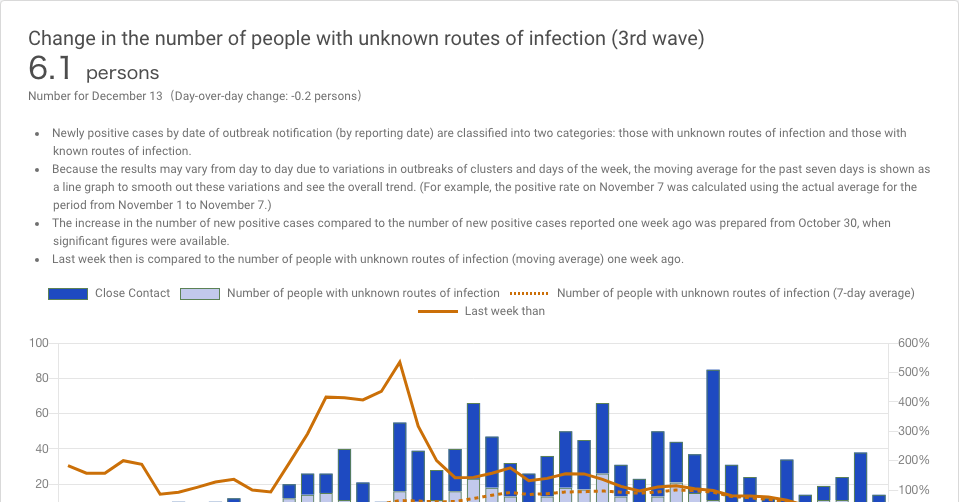 Change in the number of people with unknown routes of infection (3rd wave)
6.1 persons
Number for December 13 (Day-over-day change: -0.2 persons)
• Newly positive cases by date of outbreak notification (by reporting date) are classified into two categories: those with unknown routes of infection and those with
known routes of infection.
• Because the results may vary from day to day due to variations in outbreaks of clusters and days of the week, the moving average for the past seven days is shown as
a line graph to smooth out these variations and see the overall trend. (For example, the positive rate on November 7 was calculated using the actual average for the
period from November 1 to November 7.)
• The increase in the number of new positive cases compared to the number of new positive cases reported one week ago was prepared from October 30, when
significant figures were available.
• Last week then is compared to the number of people with unknown routes of infection (moving average) one week ago.
Close Contact Number of people with unknown routes of infection Number of people with unknown routes of infection (7-day average)
Last week than
100 600%
500%
80
400%
60
300%
40
200%
20
100%